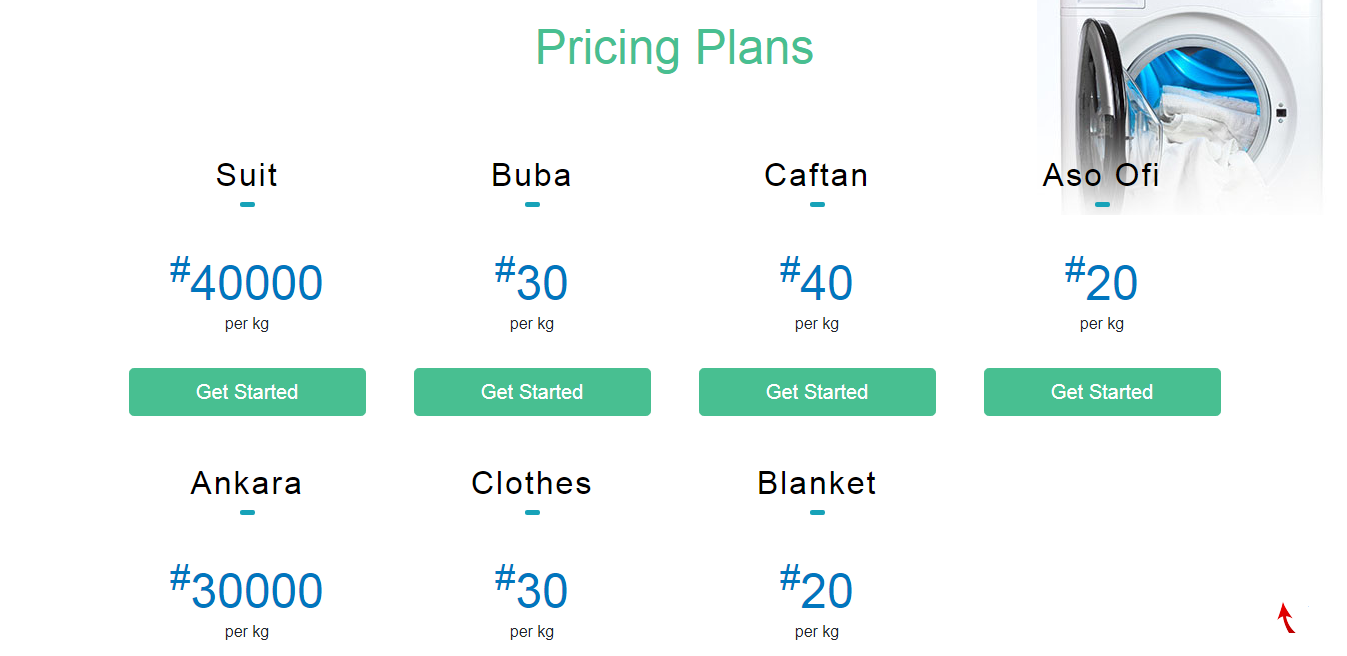 Pricing Plans
Suit
Buba
Caftan
Aso Ofi
#40000
#30
#40
#20
per kg
per kg
per kg
per kg
Get Started
Get Started
Get Started
Get Started
Ankara
Clothes
Blanket
#30000
#30
#20
per kg
per kg
per kg